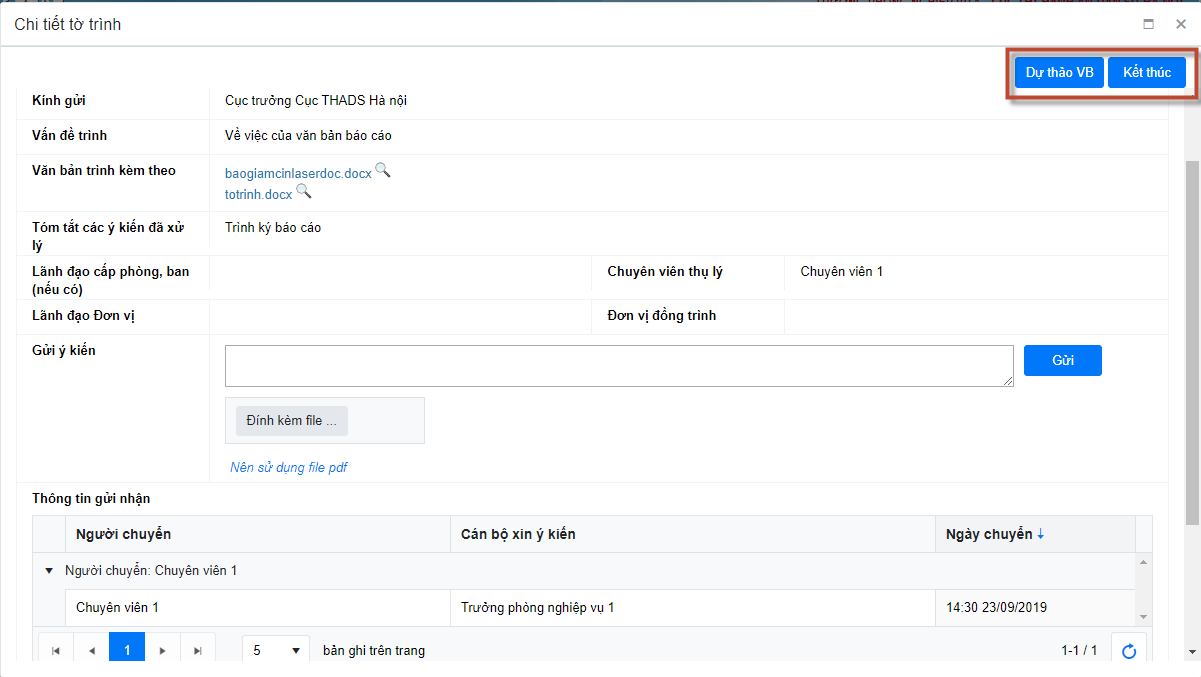 Chi tiết tờ trình
Dự thảo VB Kết thúc
Kính gửi Cục trưởng Cục THADS Hà nội
Vấn đề trình Về việc của văn bản báo cáo
Văn bản trình kèm theo baogiamcinlaserdoc.docx
totrinh.docx
Tóm tắt các ý kiến đã xử Trình ký báo cáo
lý
Lãnh đạo cấp phòng, ban Chuyên viên thụ lý Chuyên viên 1
(nếu có)
Lãnh đạo Đơn vị Đơn vị đồng trình
Gửi ý kiến Gửi
Đính kèm file ...
Nên sử dụng file pdf
Thông tin gửi nhận
Người chuyển Cán bộ xin ý kiến Ngày chuyển
Người chuyển: Chuyên viên 1
Chuyên viên 1 Trưởng phòng nghiệp vụ 1 14:30 23/09/2019
1 5 bản ghi trên trang 1-1 / 1